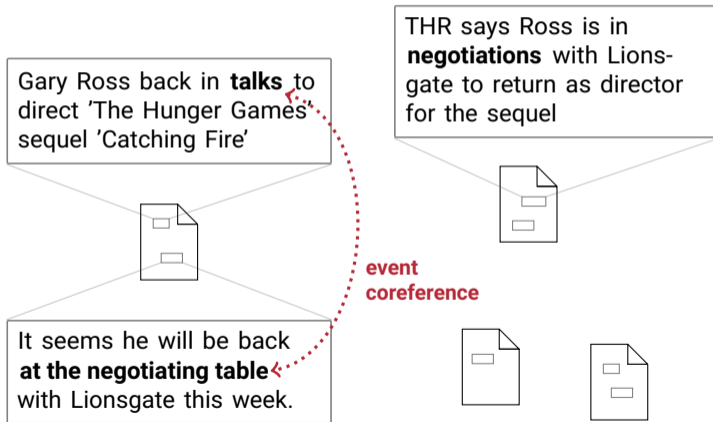 Gary Ross back in talks to
direct 'The Hunger Games'
sequel 'Catching Fire'
THR says Ross is in
negotiations with Lions-
gate to return as director
for the sequel
event
coreference
It seems he will be back
at the negotiating table
with Lionsgate this week.